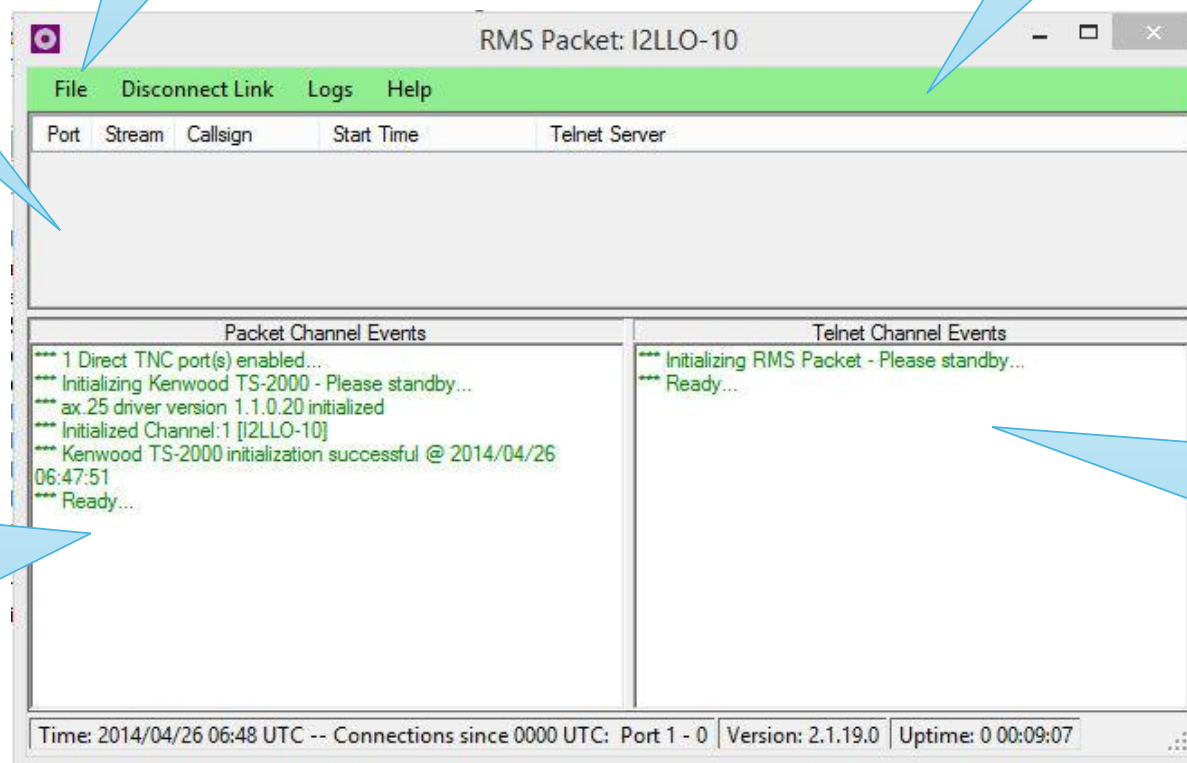 RMS Packet: I2LLO-10
File Disconnect Link Logs Help
Port Stream Callsign Start Time Telnet Server
Packet Channel Events
*** 1 Direct TNC port(s) enabled...
*** Initializing Kenwood TS-2000 - Please standby...
*** ax.25 driver version 1.1.0.20 initialized
*** Initialized Channel:1 [I2LLO-10]
*** Kenwood TS-2000 initialization successful @ 2014/04/26
06:47:51
*** Ready...
Telnet Channel Events
*** Initializing RMS Packet - Please standby...
*** Ready...
Time: 2014/04/26 06:48 UTC -- Connections since 0000 UTC: Port 1 - 0 Version: 2.1.19.0 Uptime: 0 00:09:07